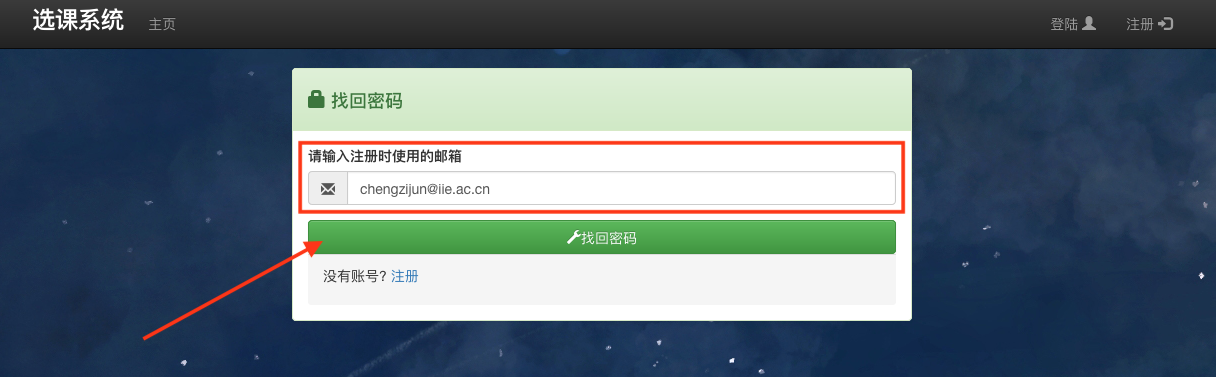 选课系统 主页 登陆 注册
找回密码
请输入注册时使用的邮箱
chengzijun@iie.ac.cn
找回密码
没有账号? 注册